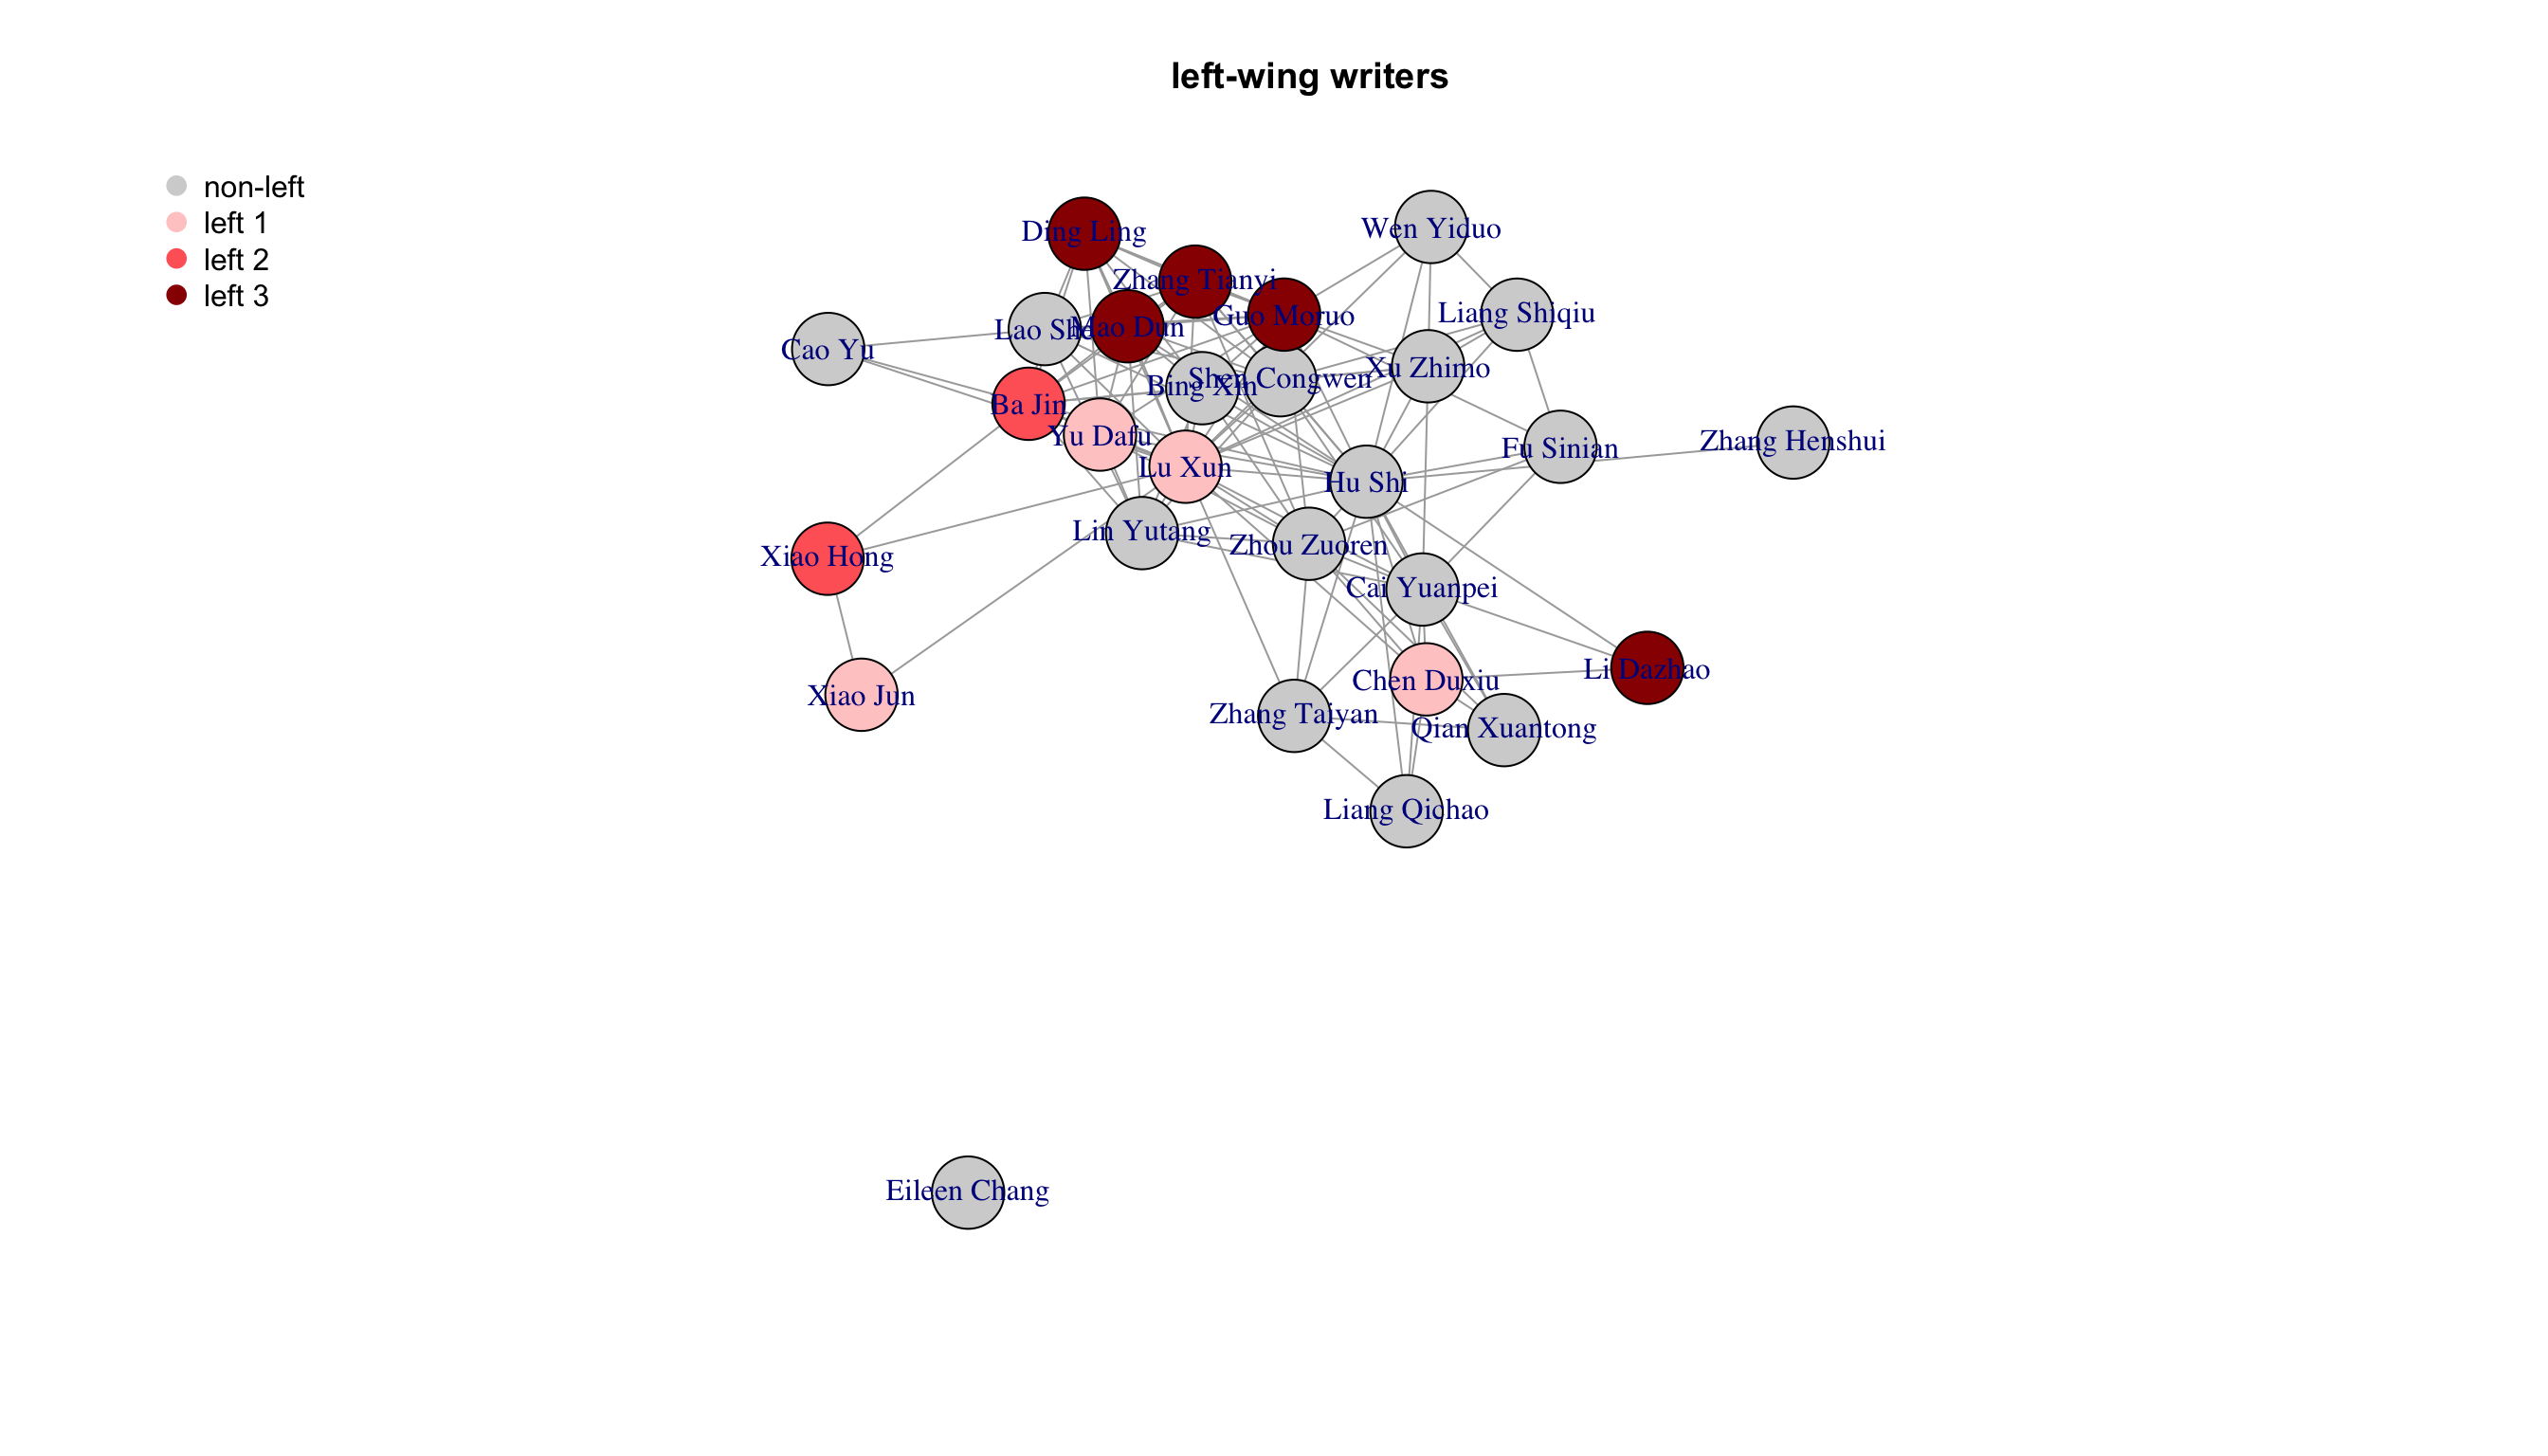 left-wing writers
non-left
left 1
left 2
left 3
Ding Ling
Wen Yiduo
Zhang Tianyi
Guo Moruo
Liang Shiqiu
Lao She
Mao Dun
Cao Yu
Xu Zhimo
Shen Congwen
Bing Xin
Ba Jin
Yu Dafu
Fu Sinian
Zhang Henshui
Lu Xun
Hu Shi
Lin Yutang
Zhou Zuoren
Xiao Hong
Cai Yuanpei
Li Dazhao
Chen Duxiu
Xiao Jun
Zhang Taiyan
Qian Xuantong
Liang Qichao
Eileen Chang